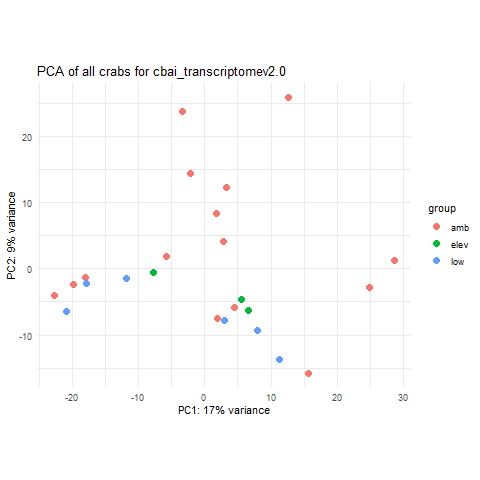 PCA of all crabs for cbai_transcriptomev2.0
20
10
0
-10
PC2: 9% variance
-20
-10
0
10
20
30
PC1: 17% variance
group
amb
elev
low